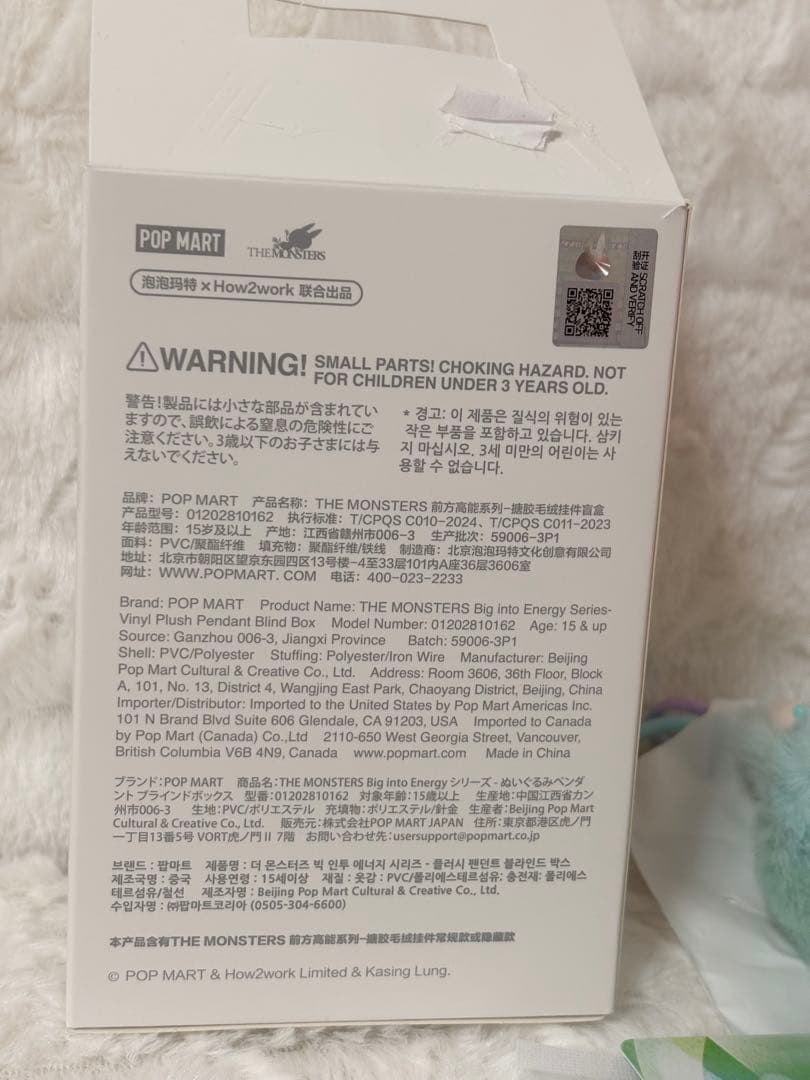 POP MART
THE MONSTERS
泡泡玛特 × How2work 联合出品
SCRATCH OFF
AND VERIFY
WARNING! SMALL PARTS! CHOKING HAZARD. NOT
FOR CHILDREN UNDER 3 YEARS OLD.
警告!製品には小さな部品が含まれてい
ますので、誤飲による窒息の危険性にご
注意ください。3歳以下のお子さまには与
えないでください。
* 경고: 이 제품은 질식의 위험이 있는
작은 부품을 포함하고 있습니다. 삼키
지 마십시오. 3세 미만의 어린이는 사
용할 수 없습니다.
品牌: POP MART 产品名称: THE MONSTERS 前方高能系列-搪胶毛绒挂件盲盒
产品型号: 01202810162 执行标准: T/CPQS C010-2024、T/CPQS C011-2023
年龄范围: 15岁及以上 产地: 江西省赣州市006-3 生产批次: 59006-3P1
面料: PVC/聚酯纤维 填充物: 聚酯纤维/铁线 制造商: 北京泡泡玛特文化创意有限公司
地址: 北京市朝阳区望京东园四区13号楼-4至33层101内A座36层3606室
网址: WWW.POPMART. COM 电话: 400-023-2233
Brand: POP MART Product Name: THE MONSTERS Big into Energy Series-
Vinyl Plush Pendant Blind Box Model Number: 01202810162 Age: 15 & up
Source: Ganzhou 006-3, Jiangxi Province Batch: 59006-3P1
Shell: PVC/Polyester Stuffing: Polyester/Iron Wire Manufacturer: Beijing
Pop Mart Cultural & Creative Co., Ltd. Address: Room 3606, 36th Floor, Block
A, 101, No. 13, District 4, Wangjing East Park, Chaoyang District, Beijing, China
Importer/Distributor: Imported to the United States by Pop Mart Americas Inc.
101 N Brand Blvd Suite 606 Glendale, CA 91203, USA Imported to Canada
by Pop Mart (Canada) Co.,Ltd 2110-650 West Georgia Street, Vancouver,
British Columbia V6B 4N9, Canada www.popmart.com Made in China
ブランド: POP MART 商品名: THE MONSTERS Big into Energy シリーズ - ぬいぐるみペンダ
ント ブラインドボックス 型番: 01202810162 対象年齢: 15歳以上 生産地: 中国江西省カン
州市006-3 生地: PVC/ポリエステル 充填物: ポリエステル/針金 生産者: Beijing Pop Mart
Cultural & Creative Co., Ltd. 販売元: 株式会社POP MART JAPAN 住所: 東京都港区虎ノ門
一丁目13番5号 VORT虎ノ門Ⅱ 7階 お問い合わせ先: usersupport@popmart.co.jp
브랜드 : 팝마트 제품명 : 더 몬스터즈 빅 인투 에너지 시리즈 - 플러시 펜던트 블라인드 박스
제조국명 : 중국 사용연령 : 15세이상 재질 : 옷감 : PVC/폴리에스테르섬유: 충전재: 폴리에스
테르섬유/철선 제조자명 : Beijing Pop Mart Cultural & Creative Co., Ltd.
수입자명 : ㈜팝마트코리아 (0505-304-6600)
本产品含有THE MONSTERS 前方高能系列-搪胶毛绒挂件常规款或隐藏款
© POP MART & How2work Limited & Kasing Lung.